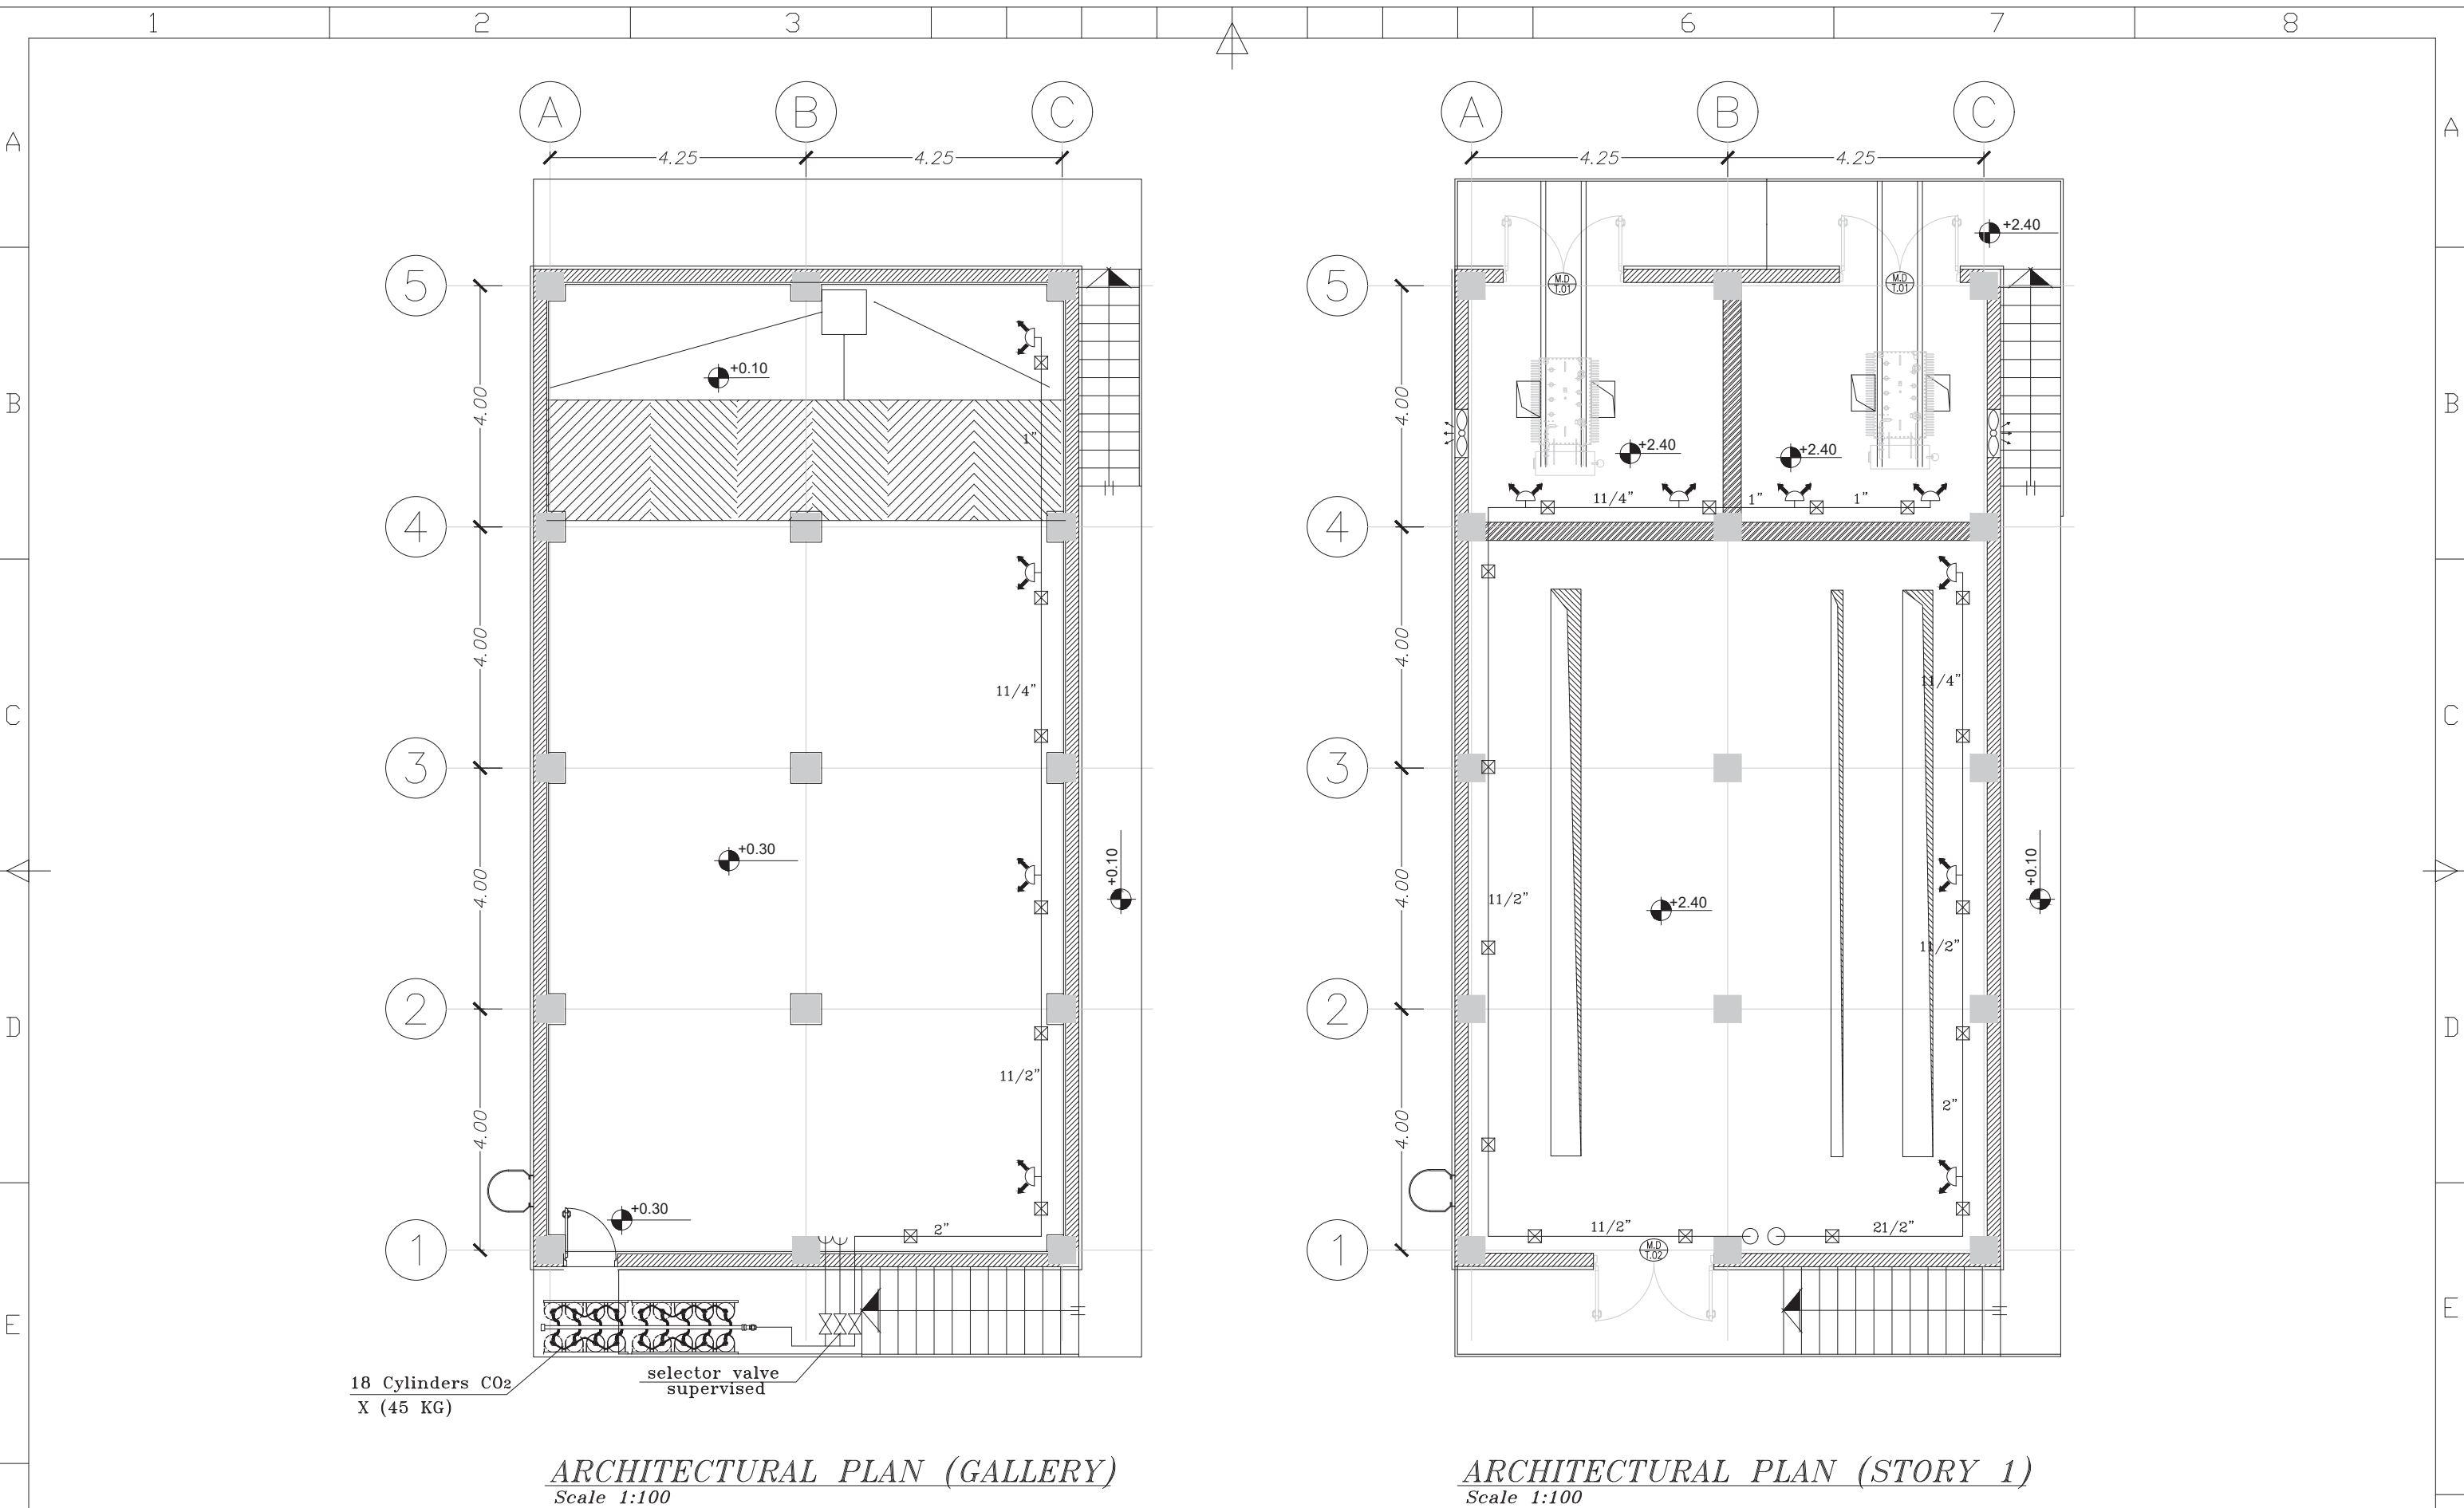 1 2 3 6 7 8
A B C
4.25 4.25
A B C
4.25 4.25
A
A
+2.40
5
5
M.D
T.01
M.D
T.01
+0.10
4.00
4.00
B
B
1"
+2.40
+2.40
11/4"
1"
1"
4
4
4.00
4.00
11/4"
11/4"
C
C
3
3
+0.30
+0.10
+0.10
4.00
4.00
11/2"
+2.40
11/2"
2
2
D
D
11/2"
2"
4.00
4.00
+0.30
2"
11/2"
21/2"
1
1
M.D
T.02
E
E
18 Cylinders CO2
X (45 KG)
selector valve
supervised
ARCHITECTURAL PLAN (GALLERY)
Scale 1:100
ARCHITECTURAL PLAN (STORY 1)
Scale 1:100